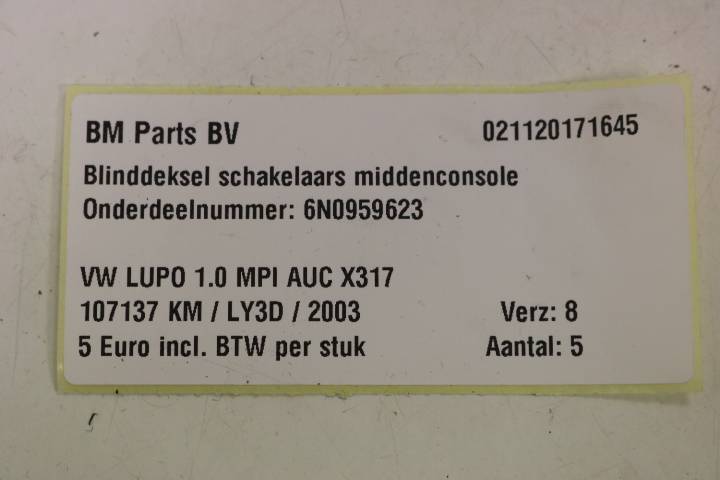 BM Parts BV 021120171645
Blinddeksel schakelaars middenconsole
Onderdeelnummer: 6N0959623
VW LUPO 1.0 MPI AUC X317
107137 KM / LY3D / 2003 Verz: 8
5 Euro incl. BTW per stuk Aantal: 5